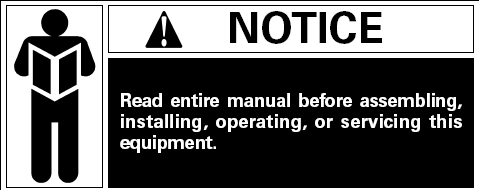 NOTICE
Read entire manual before assembling,
installing, operating, or servicing this
equipment.